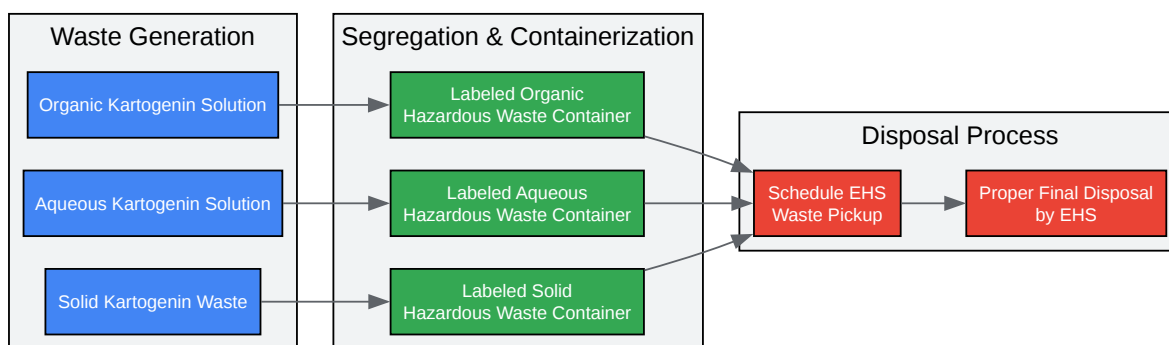 Waste Generation
Organic Kartogenin Solution
Aqueous Kartogenin Solution
Solid Kartogenin Waste
Segregation & Containerization
Labeled Organic
Hazardous Waste Container
Labeled Aqueous
Hazardous Waste Container
Labeled Solid
Hazardous Waste Container
Disposal Process
Schedule EHS
Waste Pickup
Proper Final Disposal
by EHS